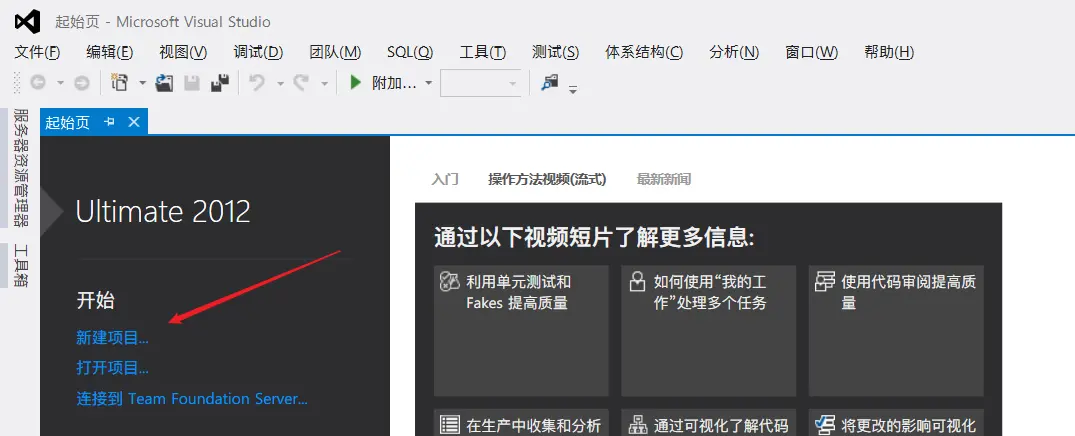 起始页 - Microsoft Visual Studio
文件(F) 编辑(E) 视图(V) 调试(D) 团队(M) SQL(Q) 工具(T) 测试(S) 体系结构(C) 分析(N) 窗口(W) 帮助(H)
附加...
服务器资源管理器
工具箱
起始页
Ultimate 2012
开始
新建项目...
打开项目...
连接到 Team Foundation Server...
入门 操作方法视频(流式) 最新新闻
通过以下视频短片了解更多信息:
利用单元测试和
Fakes 提高质量
如何使用“我的工
作”处理多个任务
使用代码审阅提高质
量
在生产中收集和分析
通过可视化了解代码
将更改的影响可视化